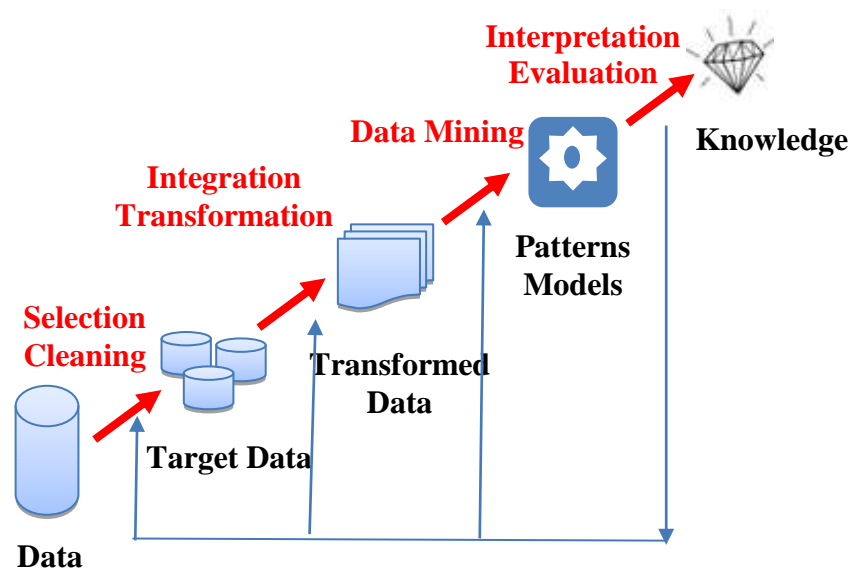 Interpretation
Evaluation
Data Mining
Knowledge
Integration
Transformation
Patterns
Models
Selection
Cleaning
Transformed
Data
Target Data
Data